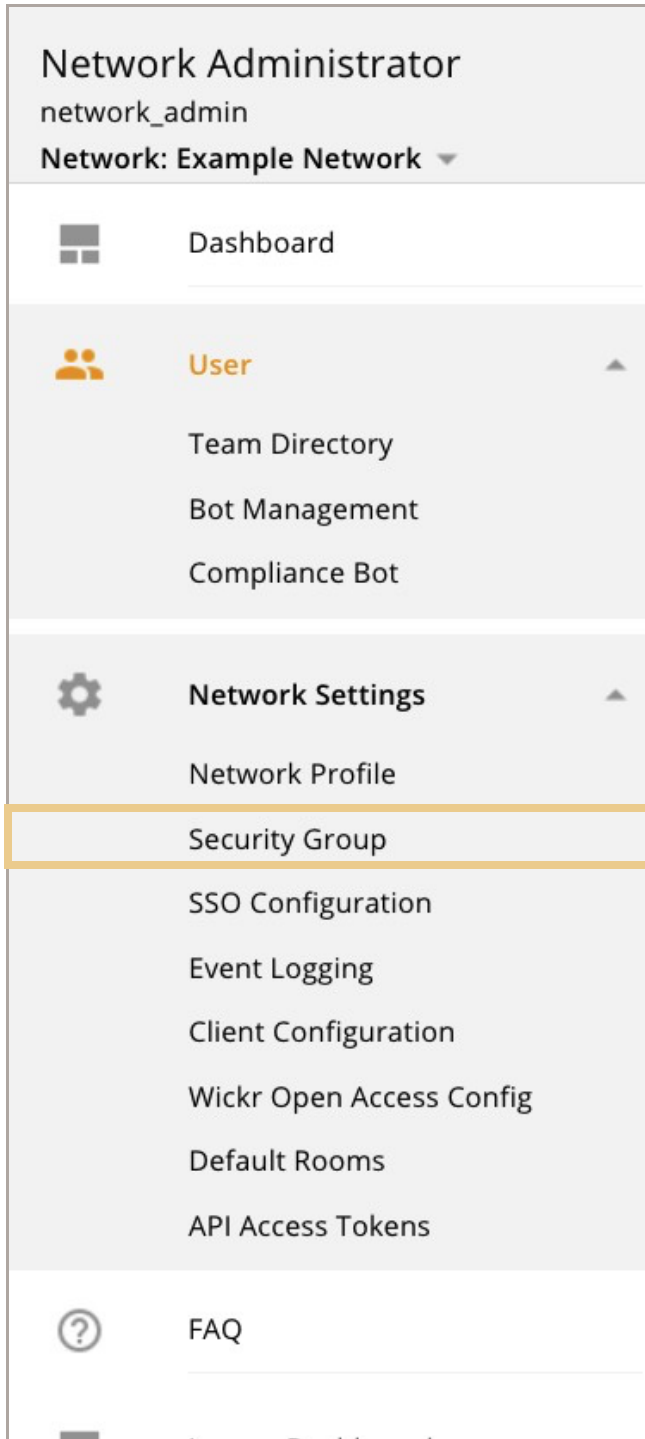 Network Administrator
network_admin
Network: Example Network
Dashboard
User
Team Directory
Bot Management
Compliance Bot
Network Settings
Network Profile
Security Group
SSO Configuration
Event Logging
Client Configuration
Wickr Open Access Config
Default Rooms
API Access Tokens
FAQ